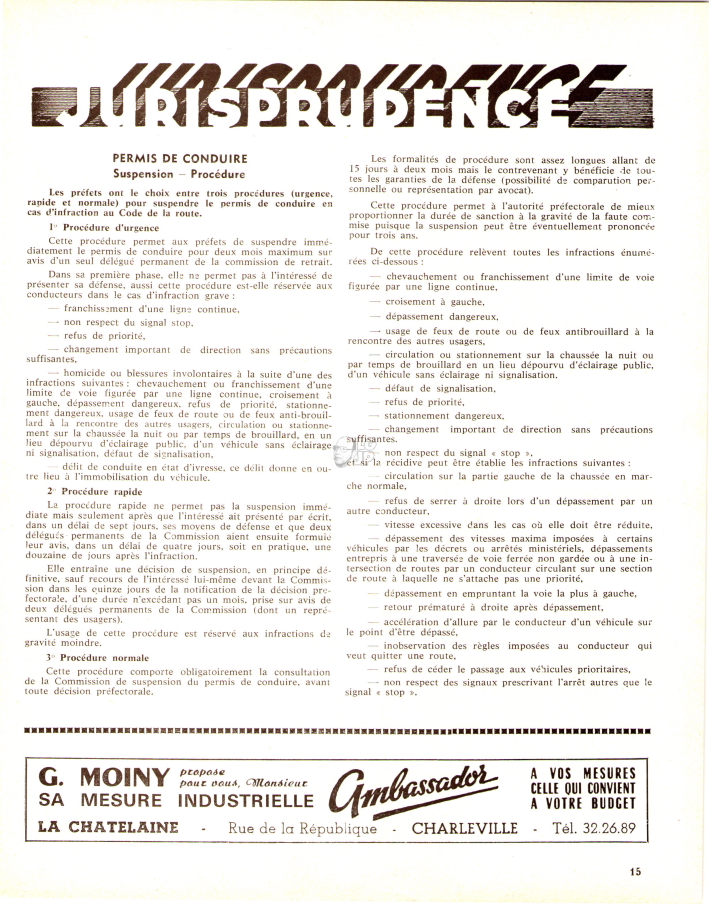 JURISPRUDENCE
PERMIS DE CONDUIRE
Suspension — Procédure
Les préfets ont le choix entre trois procédures (urgence,
rapide et normale) pour suspendre le permis de conduire en
cas d'infraction au Code de la route.
1° Procédure d'urgence
Cette procédure permet aux préfets de suspendre immé-
diatement le permis de conduire pour deux mois maximum sur
avis d'un seul délégué permanent de la commission de retrait.
Dans sa première phase, elle ne permet pas à l'intéressé de
présenter sa défense, aussi cette procédure est-elle réservée aux
conducteurs dans le cas d'infraction grave :
— franchissement d'une ligne continue,
— non respect du signal stop,
— refus de priorité,
— changement important de direction sans précautions
suffisantes,
— homicide ou blessures involontaires à la suite d'une des
infractions suivantes : chevauchement ou franchissement d'une
limite de voie figurée par une ligne continue, croisement à
gauche, dépassement dangereux, refus de priorité, stationne-
ment dangereux, usage de feux de route ou de feux anti-brouil-
lard à la rencontre des autres usagers, circulation ou stationne-
ment sur la chaussée la nuit ou par temps de brouillard, en un
lieu dépourvu d'éclairage public, d'un véhicule sans éclairage
ni signalisation, défaut de signalisation,
— délit de conduite en état d'ivresse, ce délit donne en ou-
tre lieu à l'immobilisation du véhicule.
2° Procédure rapide
La procédure rapide ne permet pas la suspension immé-
diate mais seulement après que l'intéressé ait présenté par écrit,
dans un délai de sept jours, ses moyens de défense et que deux
délégués permanents de la Commission aient ensuite formulé
leur avis, dans un délai de quatre jours, soit en pratique, une
douzaine de jours après l'infraction.
Elle entraîne une décision de suspension, en principe dé-
finitive, sauf recours de l'intéressé lui-même devant la Commis-
sion dans les quinze jours de la notification de la décision pré-
fectorale, d'une durée n'excédant pas un mois, prise sur avis de
deux délégués permanents de la Commission (dont un repré-
sentant des usagers).
L'usage de cette procédure est réservé aux infractions de
gravité moindre.
3° Procédure normale
Cette procédure comporte obligatoirement la consultation
de la Commission de suspension du permis de conduire, avant
toute décision préfectorale.
Les formalités de procédure sont assez longues allant de
15 jours à deux mois mais le contrevenant y bénéficie de tou-
tes les garanties de la défense (possibilité de comparution per-
sonnelle ou représentation par avocat).
Cette procédure permet à l'autorité préfectorale de mieux
proportionner la durée de sanction à la gravité de la faute com-
mise puisque la suspension peut être éventuellement prononcée
pour trois ans.
De cette procédure relèvent toutes les infractions énumé-
rées ci-dessous :
— chevauchement ou franchissement d'une limite de voie
figurée par une ligne continue,
— croisement à gauche,
— dépassement dangereux,
— usage de feux de route ou de feux antibrouillard à la
rencontre des autres usagers,
— circulation ou stationnement sur la chaussée la nuit ou
par temps de brouillard en un lieu dépourvu d'éclairage public,
d'un véhicule sans éclairage ni signalisation.
— défaut de signalisation,
— refus de priorité,
— stationnement dangereux,
— changement important de direction sans précautions
suffisantes,
— non respect du signal « stop »,
et si la récidive peut être établie les infractions suivantes :
— circulation sur la partie gauche de la chaussée en mar-
che normale,
— refus de serrer à droite lors d'un dépassement par un
autre conducteur,
— vitesse excessive dans les cas où elle doit être réduite,
— dépassement des vitesses maxima imposées à certains
véhicules par les décrets ou arrêtés ministériels, dépassements
entrepris à une traversée de voie ferrée non gardée ou à une in-
tersection de routes par un conducteur circulant sur une section
de route à laquelle ne s'attache pas une priorité,
— dépassement en empruntant la voie la plus à gauche,
— retour prématuré à droite après dépassement,
— accélération d'allure par le conducteur d'un véhicule sur
le point d'être dépassé,
— inobservation des règles imposées au conducteur qui
veut quitter une route,
— refus de céder le passage aux véhicules prioritaires,
— non respect des signaux prescrivant l'arrêt autres que le
signal « stop ».
G. MOINY propose
pour vous, Monsieur
SA MESURE INDUSTRIELLE
Ambassador
A VOS MESURES
CELLE QUI CONVIENT
A VOTRE BUDGET
LA CHATELAINE - Rue de la République - CHARLEVILLE - Tél. 32.26.89
15